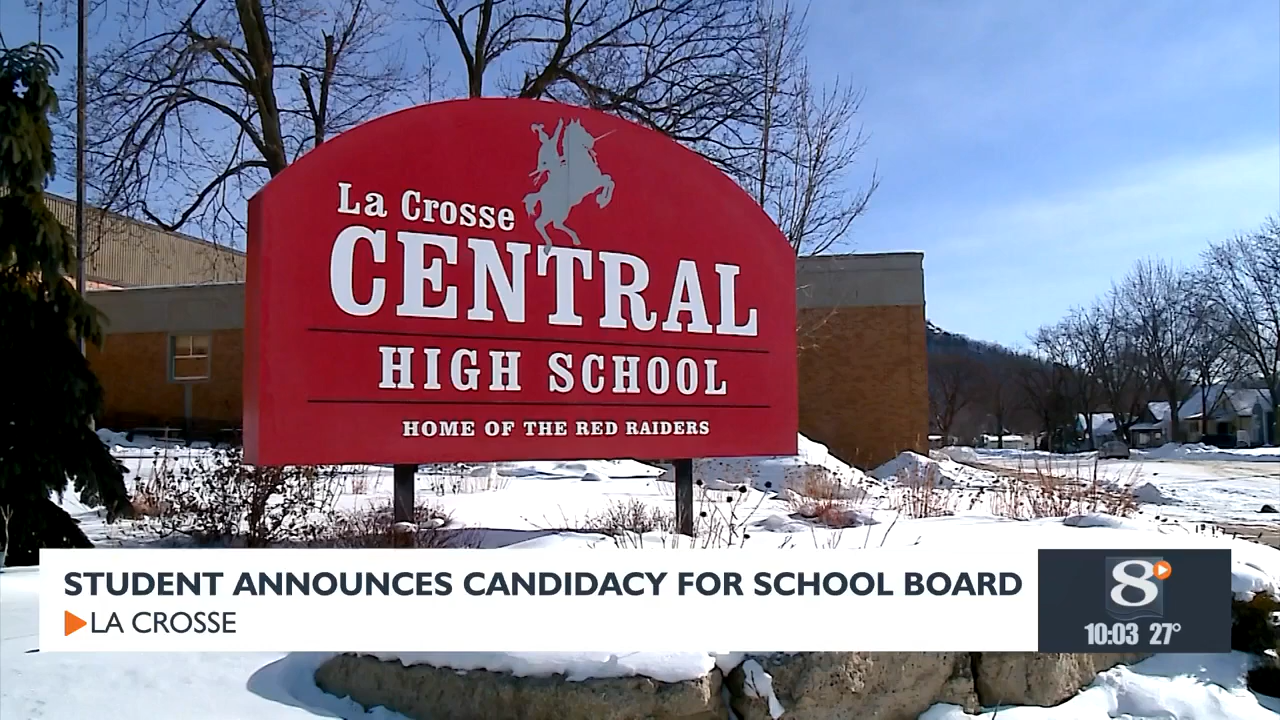 La Crosse
CENTRAL
HIGH SCHOOL
HOME OF THE RED RAIDERS
STUDENT ANNOUNCES CANDIDACY FOR SCHOOL BOARD
LA CROSSE
8
10:03 27°